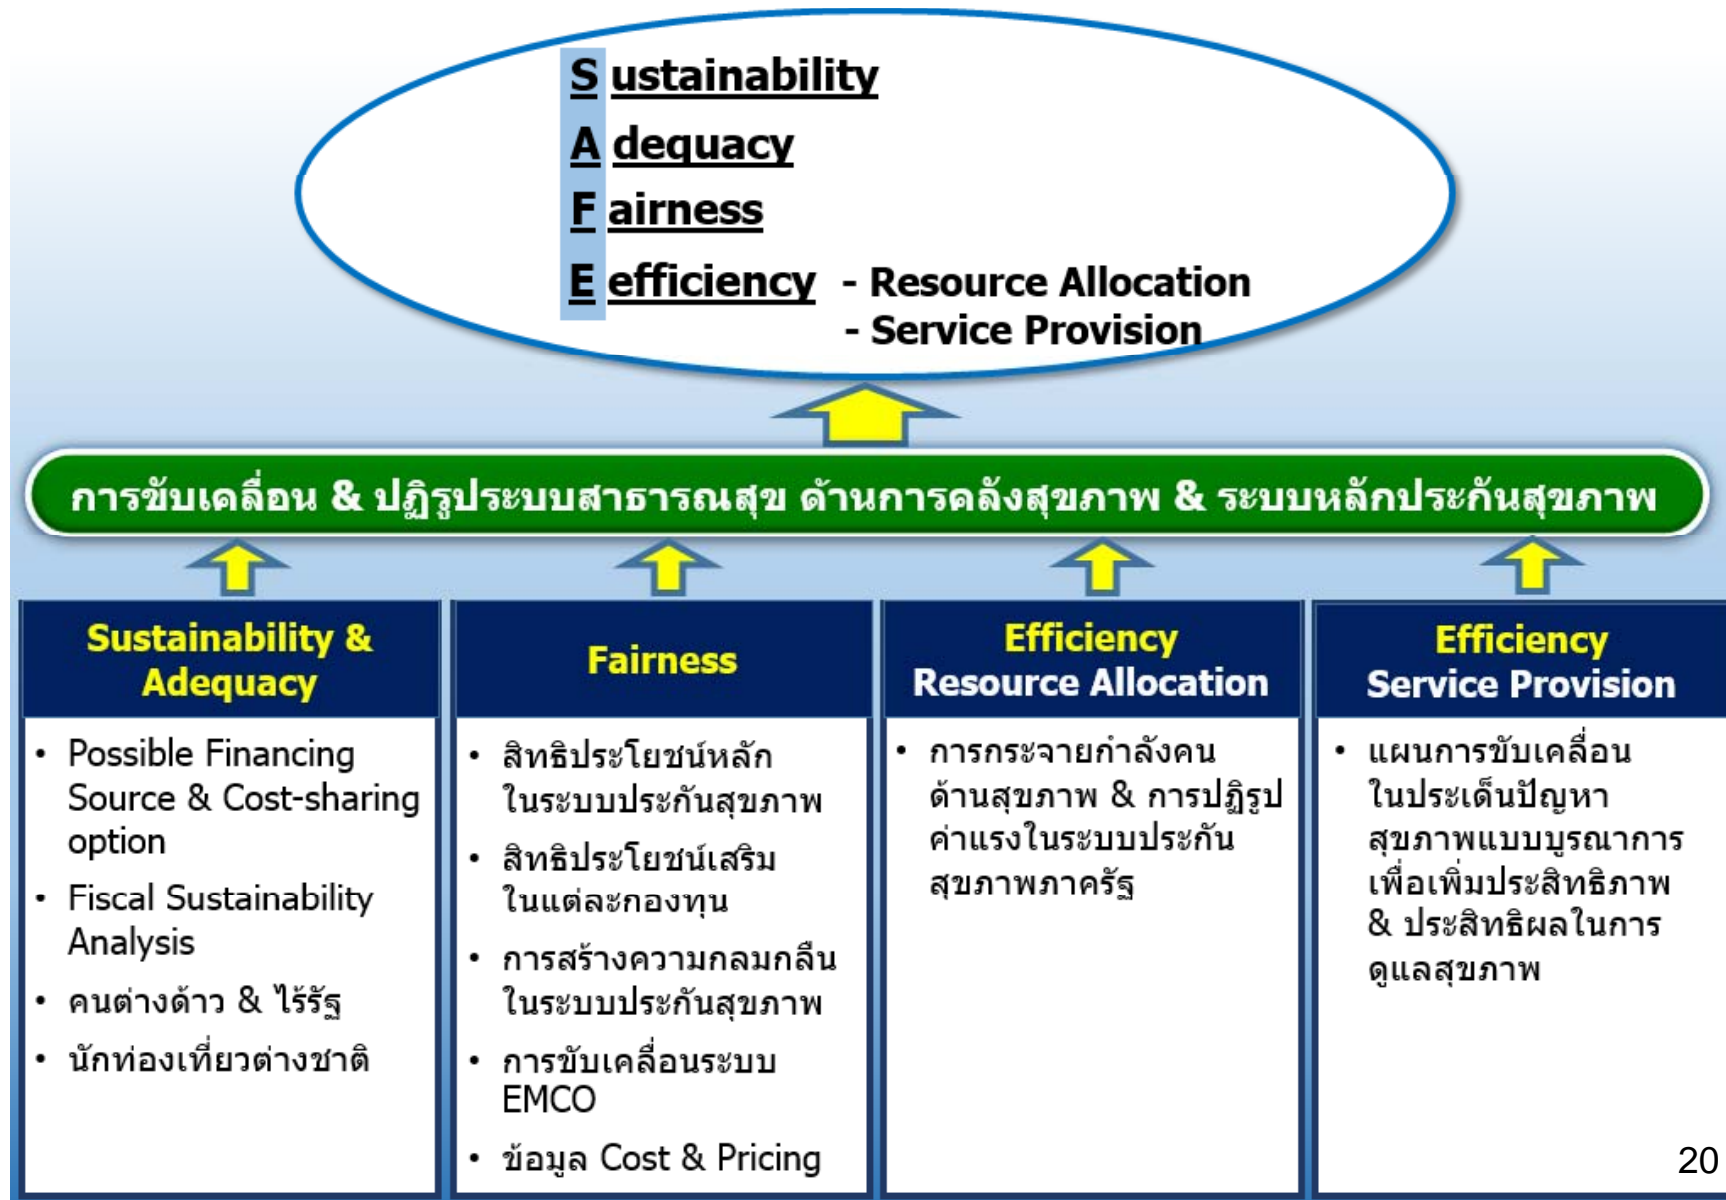 S ustainability
A dequacy
F airness
E efficiency - Resource Allocation
- Service Provision
การขับเคลื่อน & ปฏิรูประบบสาธารณสุข ด้านการคลังสุขภาพ & ระบบหลักประกันสุขภาพ
Sustainability &
Adequacy
• Possible Financing
Source & Cost-sharing
option
• Fiscal Sustainability
Analysis
• คนต่างด้าว & ไร้รัฐ
• นักท่องเที่ยวต่างชาติ
Fairness
• สิทธิประโยชน์หลัก
ในระบบประกันสุขภาพ
• สิทธิประโยชน์เสริม
ในแต่ละกองทุน
• การสร้างความกลมกลืน
ในระบบประกันสุขภาพ
• การขับเคลื่อนระบบ
EMCO
• ข้อมูล Cost & Pricing
Efficiency
Resource Allocation
• การกระจายกำลังคน
ด้านสุขภาพ & การปฏิรูป
ค่าแรงในระบบประกัน
สุขภาพภาครัฐ
Efficiency
Service Provision
• แผนการขับเคลื่อน
ในประเด็นปัญหา
สุขภาพแบบบูรณาการ
เพื่อเพิ่มประสิทธิภาพ
& ประสิทธิผลในการ
ดูแลสุขภาพ
20